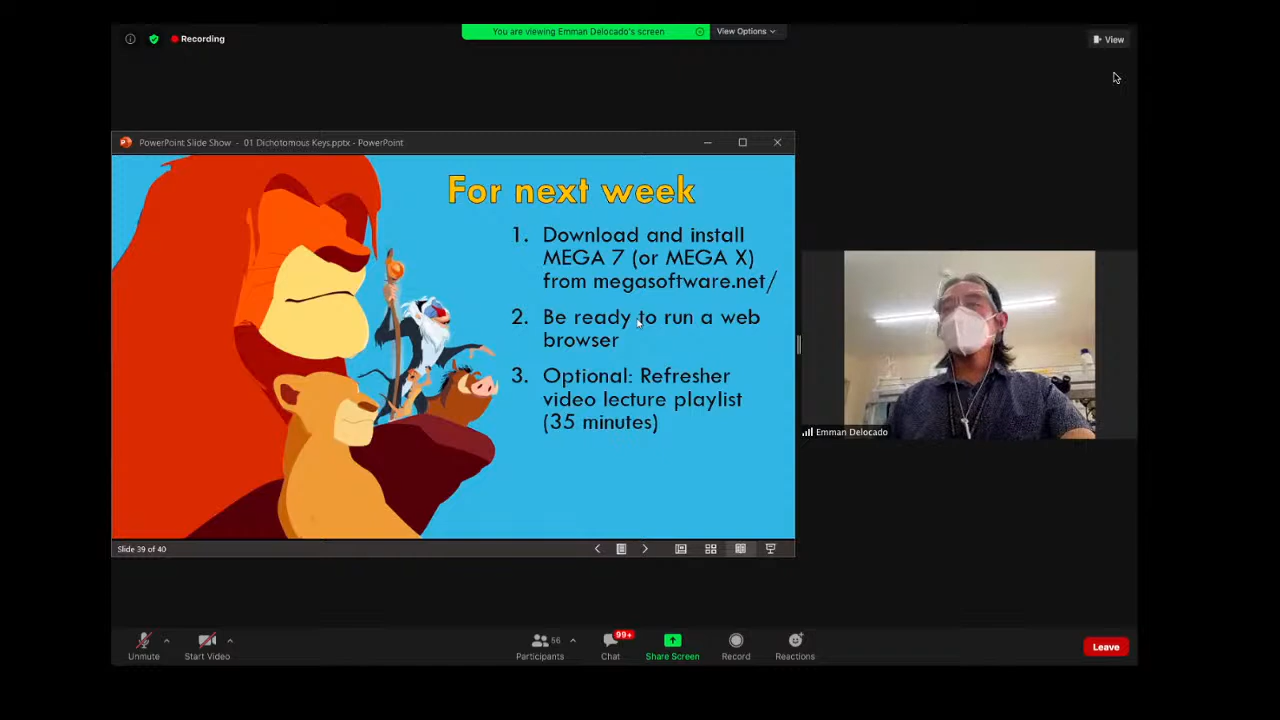 You are viewing Emman Delocado's screen
View Options
Recording
View
PowerPoint Slide Show - 01 Dichotomous Keys.pptx - PowerPoint
For next week
1. Download and install
MEGA 7 (or MEGA X)
from megasoftware.net/
2. Be ready to run a web
browser
3. Optional: Refresher
video lecture playlist
(35 minutes)
Emman Delocado
Slide 39 of 40
Unmute
Start Video
56
Participants
99+
Chat
Share Screen
Record
Reactions
Leave